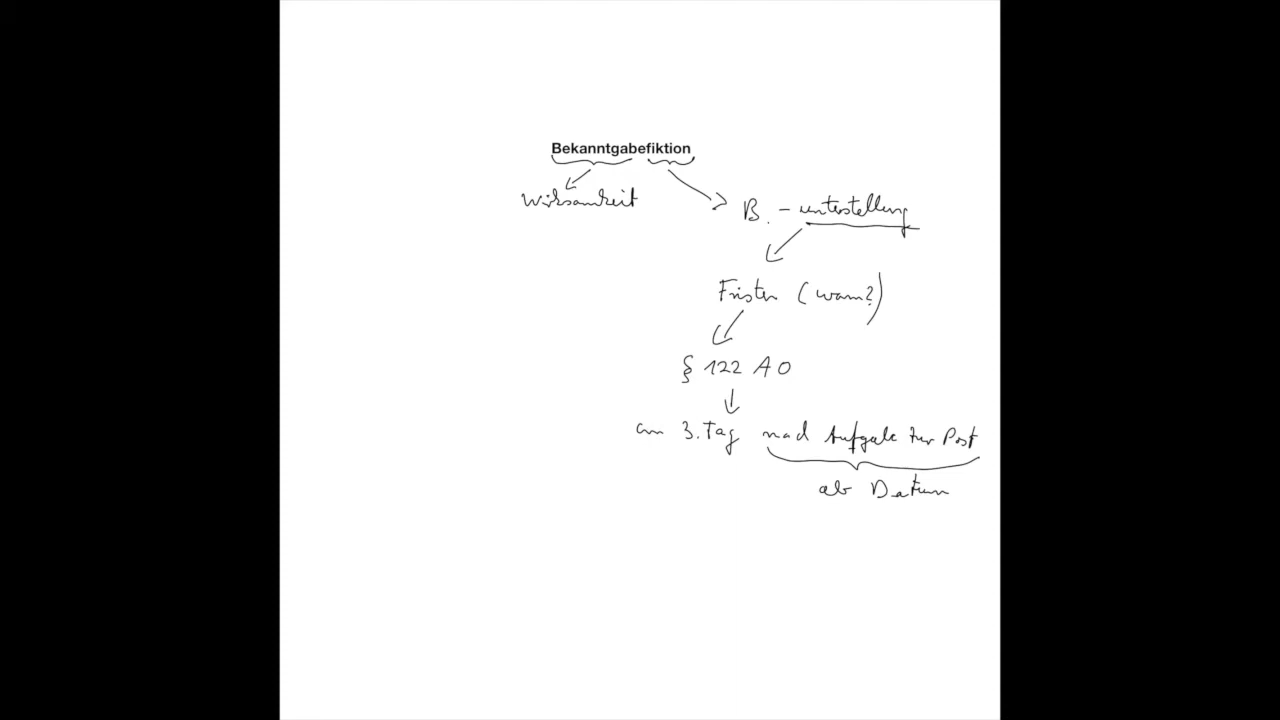 Bekanntgabefiktion
Wirksamkeit
B. - unterstellung
Fristen (wann?)
§ 122 AO
am 3. Tag nach Aufgabe zur Post
ab Datum